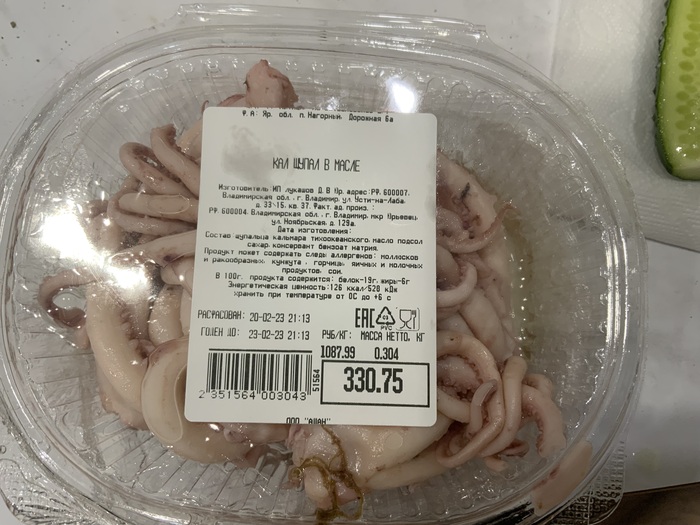 Ф.А: Яр. обл. п.Нагорный, Дорожная 6а
КАЛ ЩУПАЛ В МАСЛЕ
Изготовитель:ИП лукашов Д.В Юр. адрес:РФ,600007,
Владимирская обл., г. Владимир, ул. Усти-на-Лаба,
д.33-15, кв. 37, Факт. ад. произ. :
РФ,600004,Владимирская обл., г.Владимир, мкр Юрьевец,
ул. Ноябрьская, д.129а.
Дата изготовления:
Состав:щупальца кальмара тихоокеанского, масло подсол
сахар, консервант бензоат натрия.
Продукт может содержать следы аллергенов: моллюсков
и ракообразных, кунжута , горчицы, яичных и молочных
продуктов, сои.
В 100г. продукта содержится: белок-19г, жиры-6г
Энергетическая ценность:126 ккал/528 кДж
хранить при температуре от 0С до +6 с
РАСФАСОВАН: 20-02-23 21:13
ГОДЕН ДО: 23-02-23 21:13
EAC
РУС
РУБ/КГ: МАССА НЕТТО, КГ
1087.99 0.304
330.75
51564
2 351564 003043
ООО "АШАН"